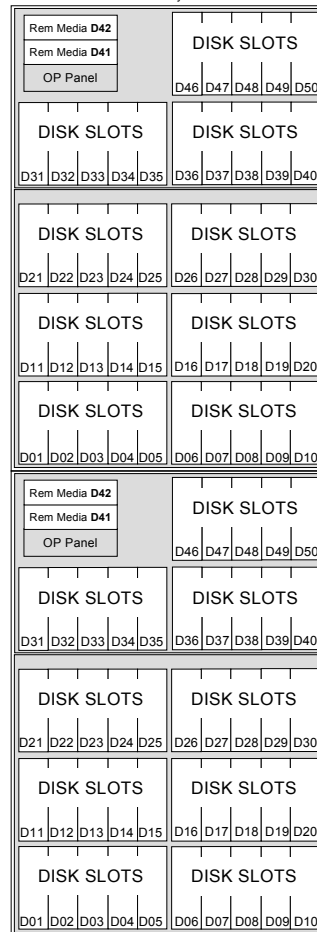 Rem Media D42
Rem Media D41
OP Panel
DISK SLOTS
D46 D47 D48 D49 D50
DISK SLOTS DISK SLOTS
D31 D32 D33 D34 D35 D36 D37 D38 D39 D40
DISK SLOTS DISK SLOTS
D21 D22 D23 D24 D25 D26 D27 D28 D29 D30
DISK SLOTS DISK SLOTS
D11 D12 D13 D14 D15 D16 D17 D18 D19 D20
DISK SLOTS DISK SLOTS
D01 D02 D03 D04 D05 D06 D07 D08 D09 D10
Rem Media D42
Rem Media D41
OP Panel
DISK SLOTS
D46 D47 D48 D49 D50
DISK SLOTS DISK SLOTS
D31 D32 D33 D34 D35 D36 D37 D38 D39 D40
DISK SLOTS DISK SLOTS
D21 D22 D23 D24 D25 D26 D27 D28 D29 D30
DISK SLOTS DISK SLOTS
D11 D12 D13 D14 D15 D16 D17 D18 D19 D20
DISK SLOTS DISK SLOTS
D01 D02 D03 D04 D05 D06 D07 D08 D09 D10